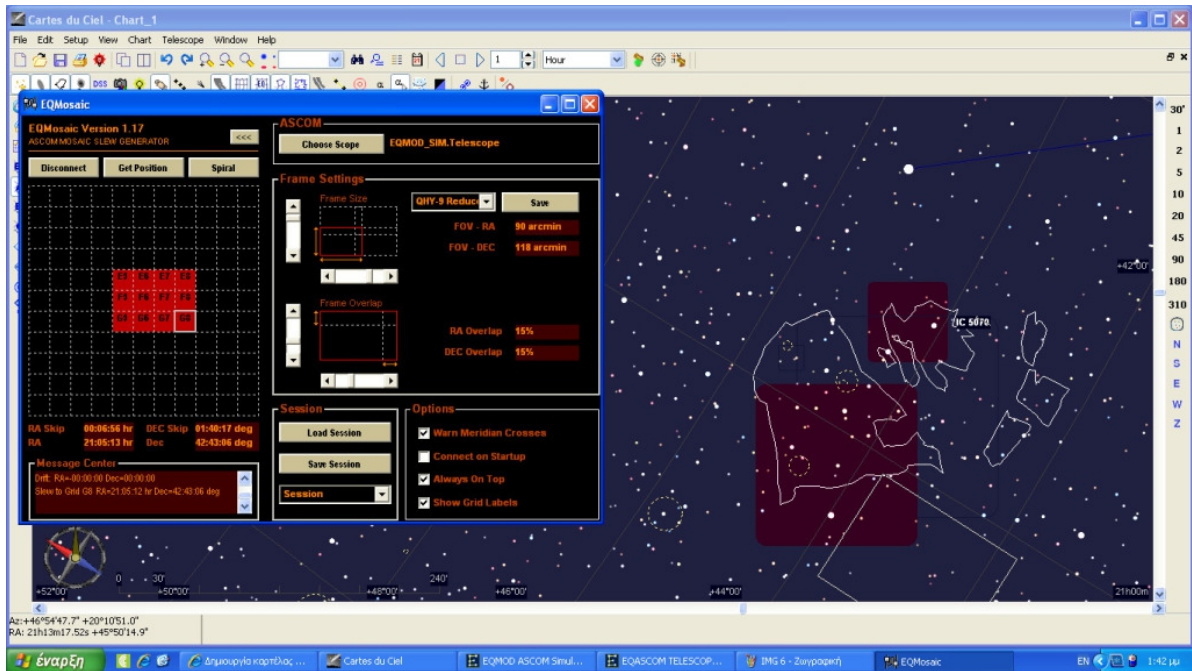 Cartes du Ciel - Chart_1
File Edit Setup View Chart Telescope Window Help
1 Hour
DSS
EQMosaic
EQMosaic Version 1.17
ASCOM MOSAIC SLEW GENERATOR
<<<
Disconnect Get Position Spiral
ASCOM
Choose Scope EQMOD_SIM.Telescope
Frame Settings
Frame Size
QHY-9 Reduce Save
FOV - RA 90 arcmin
FOV - DEC 118 arcmin
Frame Overlap
RA Overlap 15%
DEC Overlap 15%
E5 E6 E7 E8
F5 F6 F7 F8
G5 G6 G7 G8
RA Skip 00:06:56 hr DEC Skip 01:40:17 deg
RA 21:05:13 hr Dec 42:43:06 deg
Message Center
Drift: RA=-00:00:00 Dec=00:00:00
Slew to Grid G8 RA=21:05:12 hr Dec=42:43:06 deg
Session
Load Session
Save Session
Session
Options
Warn Meridian Crosses
Connect on Startup
Always On Top
Show Grid Labels
IC 5070
+42°00'
30'
1
2
5
10
20
45
90
180
310
N
S
E
W
Z
0 30' 240'
+52°00' +50°00' +48°00' +46°00' +44°00' 21h00m
Az:+46°54'47.7" +20°10'51.0"
RA: 21h13m17.52s +45°50'14.9"
έναρξη
Δημιουργία καρτέλας ...
Cartes du Ciel
EQMOD ASCOM Simul...
EQASCOM TELESCOP...
IMG 6 - Ζωγραφική
EQMosaic
EN
1:42 μμ